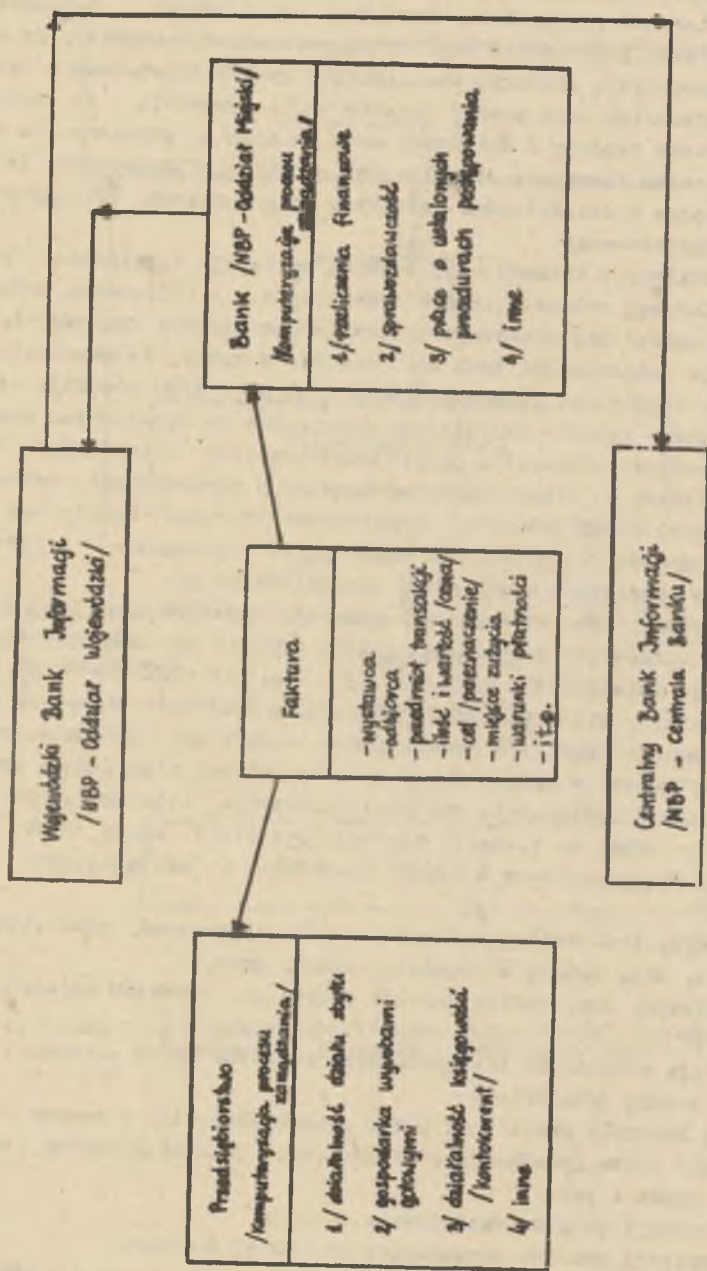 Wojewódzki Bank Informacji
/NBP - Oddział Wojewódzki/
Przedsiębiorstwo
/Komputeryzacja procesu
zarządzania/
1/ działalność działu zbytu
2/ gospodarka wyrobami
gotowymi
3/ działalność księgowości
/kontocorent/
4/ inne
Faktura
- wystawca
- odbiorca
- przedmiot transakcji
- ilość i wartość /cena/
- cel /przeznaczenie/
- miejsce zużycia
- warunki płatności
- i t.p.
Bank /NBP - Oddział Miejski/
/Komputeryzacja procesu
zarządzania/
1/ rozliczenia finansowe
2/ sprawozdawczość
3/ praca o ustalonych
procedurach postępowania
4/ inne
Centralny Bank Informacji
/NBP - Centrala Banku/